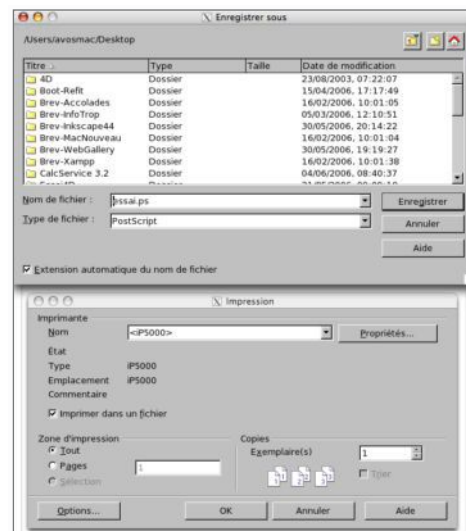 Enregistrer sous
/Users/avosmac/Desktop
Titre Type Taille Date de modification
4D Dossier 23/08/2003, 07:22:07
Boot-Refit Dossier 15/04/2006, 17:17:49
Brev-Accolades Dossier 16/02/2006, 10:01:05
Brev-InfoTrop Dossier 05/03/2006, 12:10:51
Brev-Inkscape44 Dossier 30/05/2006, 20:14:22
Brev-MacNouveau Dossier 16/02/2006, 10:01:04
Brev-WebGallery Dossier 30/05/2006, 19:19:27
Brev-Xampp Dossier 16/02/2006, 10:01:38
CalcService 3.2 Dossier 04/06/2006, 08:40:37
Nom de fichier : essai.ps Enregistrer
Type de fichier : PostScript Annuler
Aide
Extension automatique du nom de fichier
Impression
Imprimante
Nom <iP5000> Propriétés...
Etat
Type iP5000
Emplacement iP5000
Commentaire
Imprimer dans un fichier
Zone d'impression Copies
Tout Exemplaire(s) 1
Pages 1
Sélection Trier
Options... OK Annuler Aide